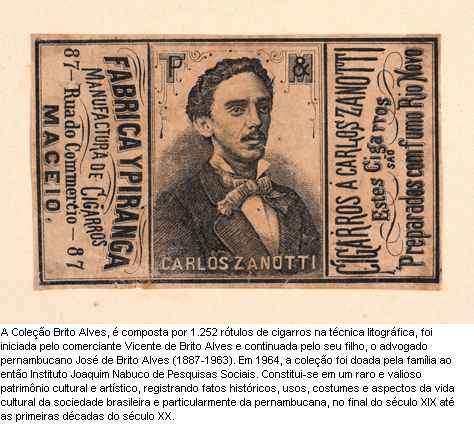 FABRICA YPIRANGA
MANUFACTURA DE CIGARROS
87 — Rua do Commercio — 87
MACEIO.
P & M
CARLOS ZANOTTI
CIGARROS Á CARLOS ZANOTTI
Estes Cigarros
SÃO
Preparados com fumo Rio Novo
A Coleção Brito Alves, é composta por 1.252 rótulos de cigarros na técnica litográfica, foi
iniciada pelo comerciante Vicente de Brito Alves e continuada pelo seu filho, o advogado
pernambucano José de Brito Alves (1887-1963). Em 1964, a coleção foi doada pela família ao
então Instituto Joaquim Nabuco de Pesquisas Sociais. Constitui-se em um raro e valioso
patrimônio cultural e artístico, registrando fatos históricos, usos, costumes e aspectos da vida
cultural da sociedade brasileira e particularmente da pernambucana, no final do século XIX até
as primeiras décadas do século XX.